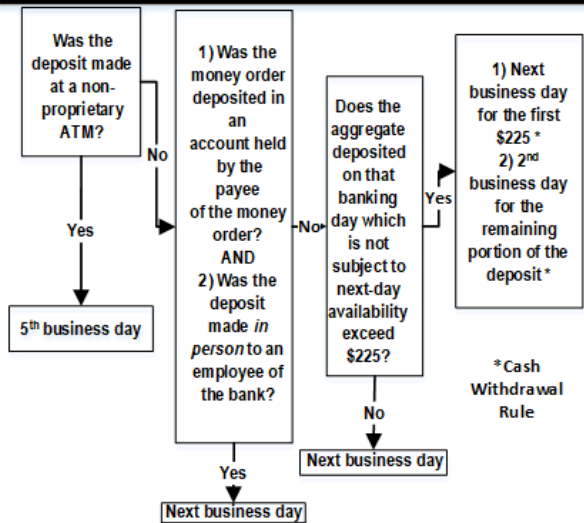 Was the
deposit made
at a non-
proprietary
ATM?
No
Yes
5th business day
1) Was the
money order
deposited in
an
account held
by the
payee
of the money
order?
AND
2) Was the
deposit
made in
person to an
employee of
the bank?
No
Yes
Next business day
Does the
aggregate
deposited
on that
banking
day which
is not
subject to
next-day
availability
exceed
$225?
Yes
No
Next business day
1) Next
business day
for the first
$225 *
2) 2nd
business day
for the
remaining
portion of the
deposit*
*Cash
Withdrawal
Rule